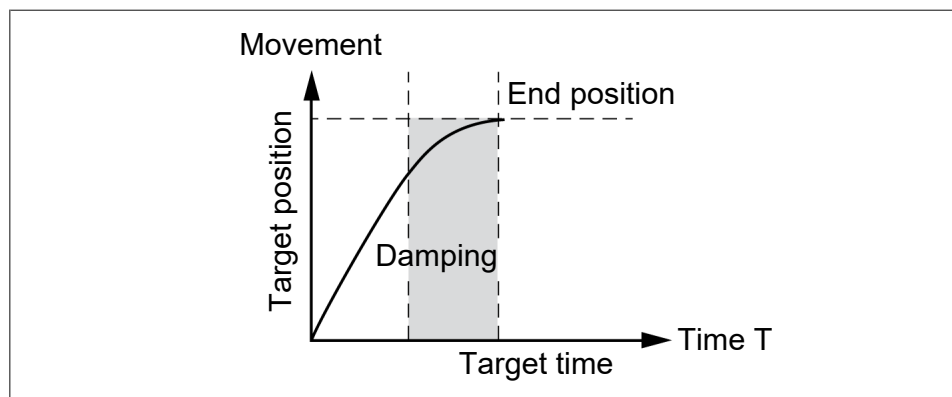 Movement
End position
Target position
Damping
Time T
Target time